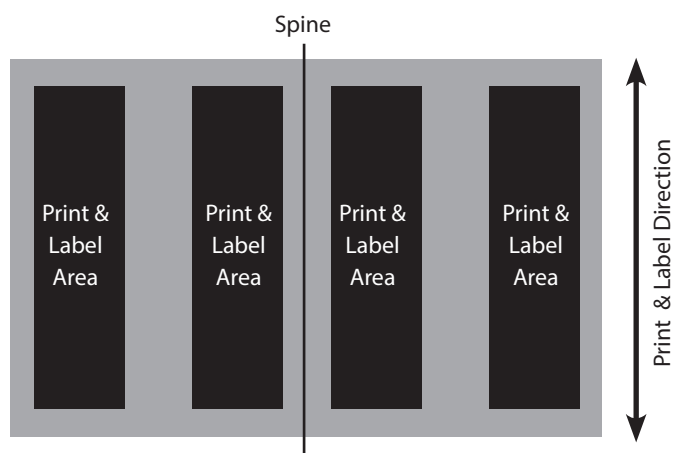 Spine
Print &
Label
Area
Print &
Label
Area
Print &
Label
Area
Print &
Label
Area
Print & Label Direction